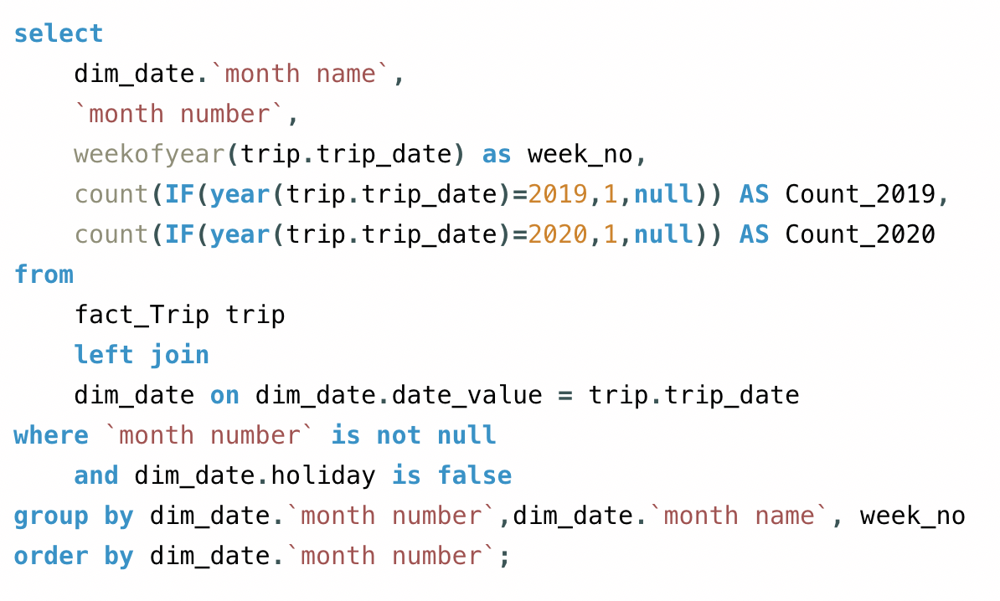 select
    dim_date.`month name`,
    `month number`,
    weekofyear(trip.trip_date) as week_no,
    count(IF(year(trip.trip_date)=2019,1,null)) AS Count_2019,
    count(IF(year(trip.trip_date)=2020,1,null)) AS Count_2020
from
    fact_Trip trip
    left join
    dim_date on dim_date.date_value = trip.trip_date
where `month number` is not null
    and dim_date.holiday is false
group by dim_date.`month number`,dim_date.`month name`, week_no
order by dim_date.`month number`;